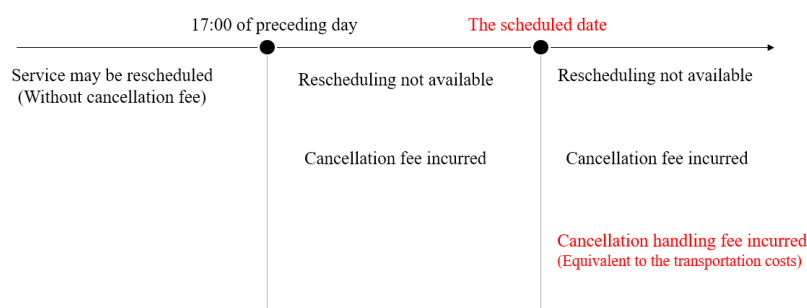 17:00 of preceding day
The scheduled date
Service may be rescheduled
(Without cancellation fee)
Rescheduling not available
Cancellation fee incurred
Rescheduling not available
Cancellation fee incurred
Cancellation handling fee incurred
(Equivalent to the transportation costs)